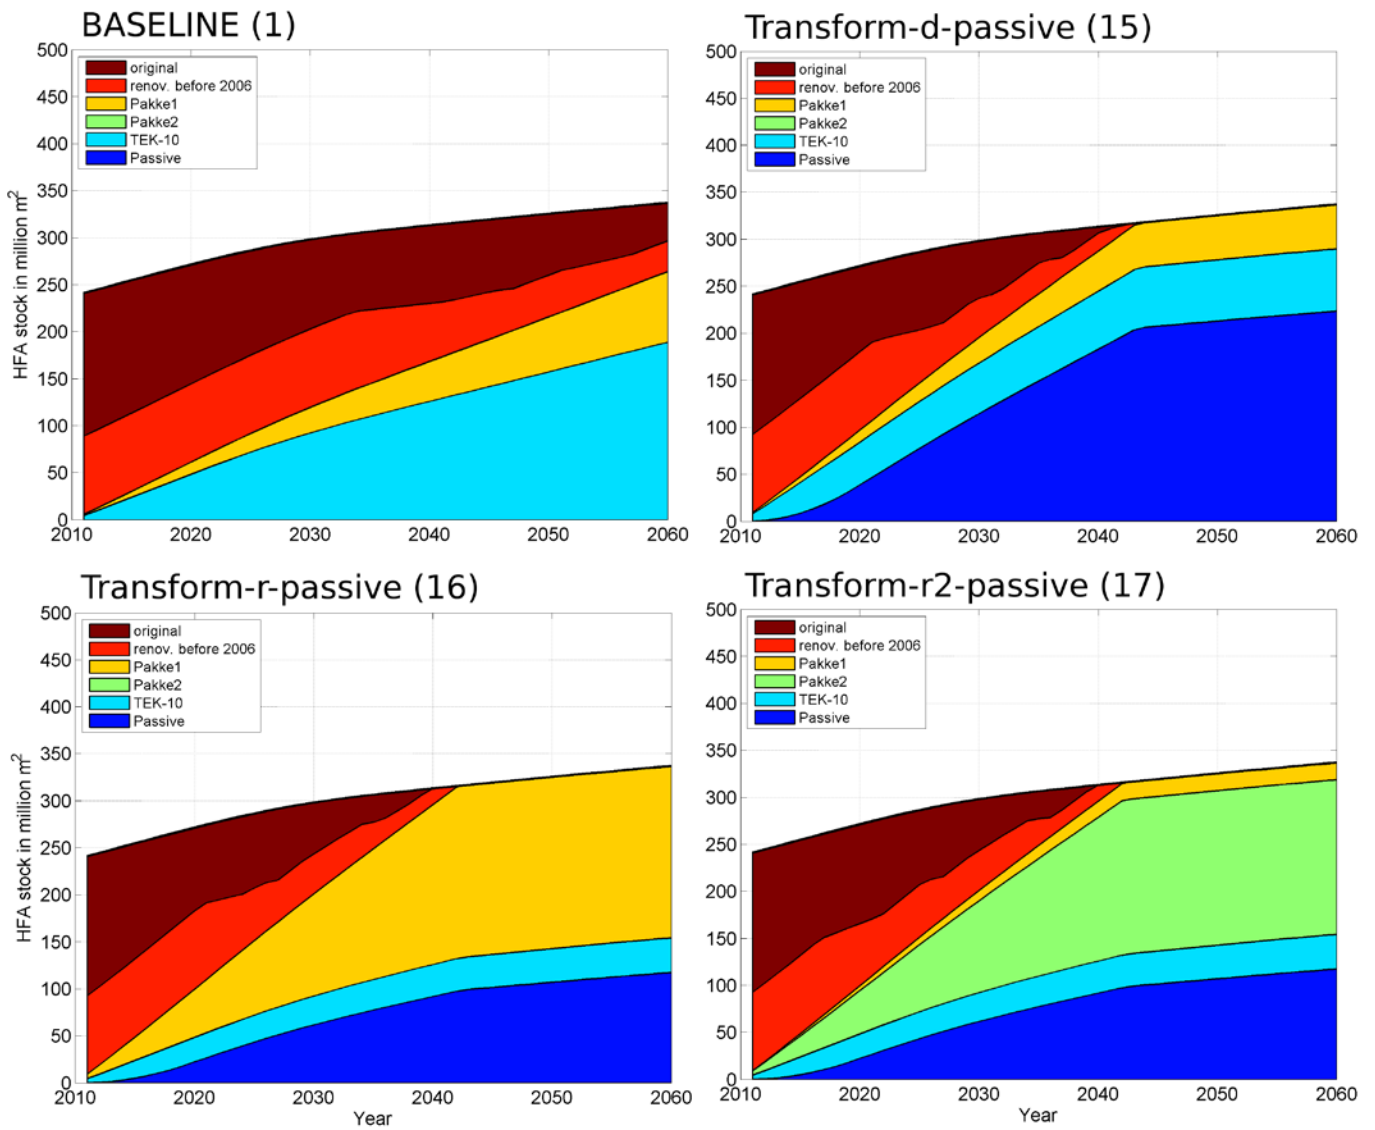 BASELINE (1)
500
450
400
350
300
250
200
150
100
50
0
HFA stock in million m²
original
renov. before 2006
Pakke1
Pakke2
TEK-10
Passive
2010 2020 2030 2040 2050 2060
Transform-d-passive (15)
500
450
400
350
300
250
200
150
100
50
0
original
renov. before 2006
Pakke1
Pakke2
TEK-10
Passive
2010 2020 2030 2040 2050 2060
Transform-r-passive (16)
500
450
400
350
300
250
200
150
100
50
0
HFA stock in million m²
original
renov. before 2006
Pakke1
Pakke2
TEK-10
Passive
2010 2020 2030 2040 2050 2060
Year
Transform-r2-passive (17)
500
450
400
350
300
250
200
150
100
50
0
original
renov. before 2006
Pakke1
Pakke2
TEK-10
Passive
2010 2020 2030 2040 2050 2060
Year